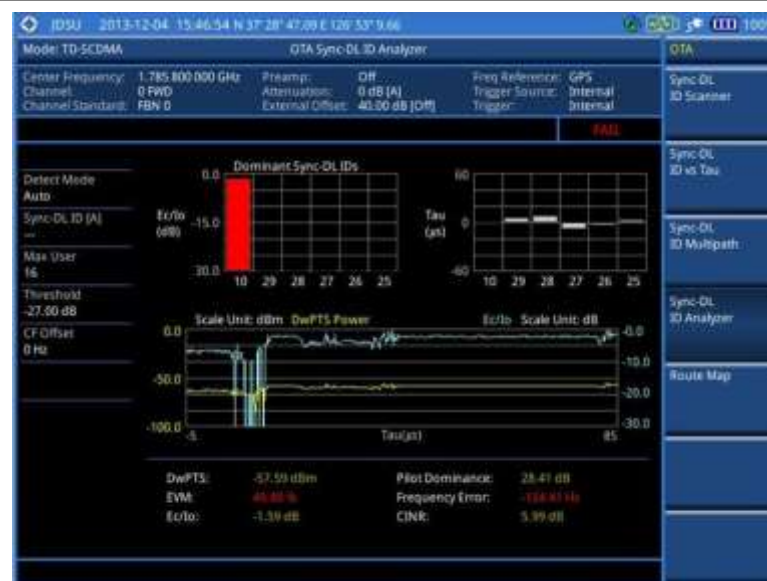 JDSU 2013-12-04 15:46:54 N 37° 28' 47.09 E 126° 53' 9.66
100
Mode: TD-SCDMA OTA Sync-DL ID Analyzer
OTA
Center Frequency: 1.785 800 000 GHz Preamp: Off Freq Reference: GPS
Channel: 0 FWD Attenuation: 0 dB [A] Trigger Source: Internal
Channel Standard: FBN 0 External Offset: 40.00 dB [Off] Trigger: Internal
FAIL
Sync-DL
ID Scanner
Sync-DL
ID vs Tau
Sync-DL
ID Multipath
Sync-DL
ID Analyzer
Route Map
Detect Mode
Auto
Sync-DL ID [A]
---
Max User
16
Threshold
-27.00 dB
CF Offset
0 Hz
Dominant Sync-DL IDs
0.0
Ec/Io
(dB)
-15.0
30.0
10 29 28 27 26 25
60
Tau
(μs)
0
-60
10 29 28 27 26 25
Scale Unit: dBm DwPTS Power Ec/Io Scale Unit: dB
0.0
-50.0
-100.0
-0.0
-10.0
-20.0
-30.0
-5 Tau(μs) 85
DwPTS: -57.59 dBm Pilot Dominance: 28.41 dB
EVM: Frequency Error:
Ec/Io: -1.59 dB CINR: 5.99 dB